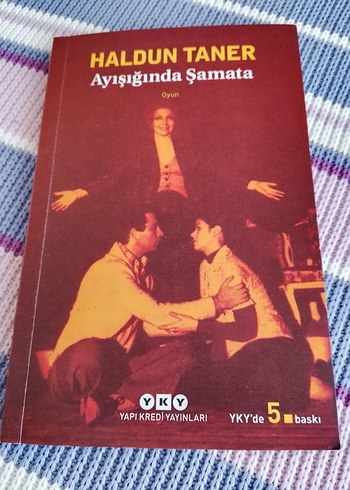 HALDUN TANER
Ayışığında Şamata
Oyun
YKY
YAPI KREDİ YAYINLARI
YKY'de 5. baskı